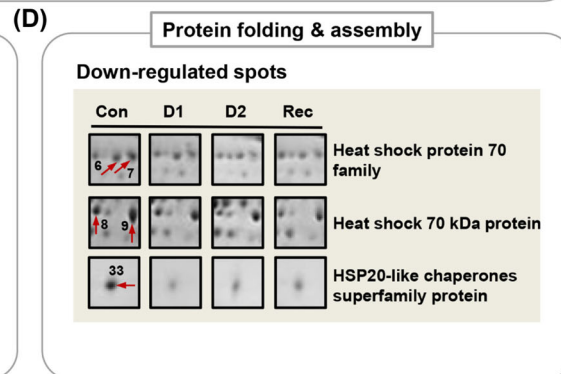 (D)
Protein folding & assembly
Down-regulated spots
Con D1 D2 Rec
6 7
Heat shock protein 70
family
8 9
Heat shock 70 kDa protein
33
HSP20-like chaperones
superfamily protein